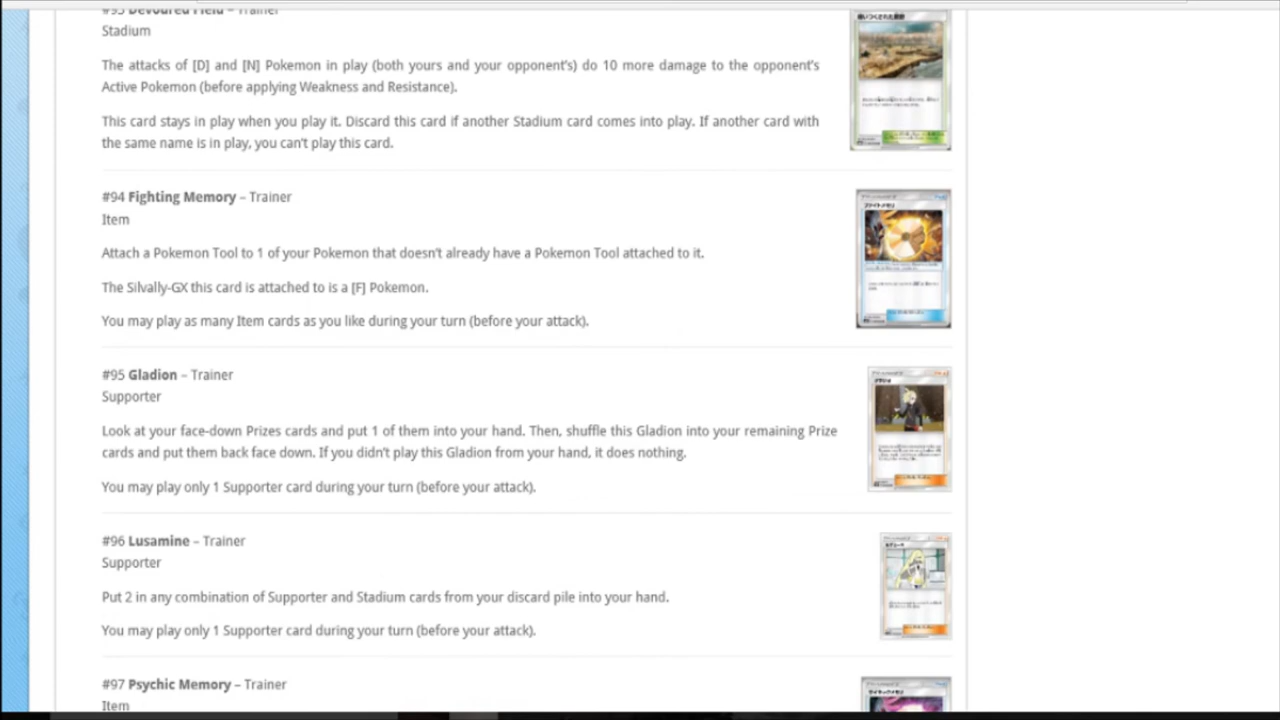 #93 Devoured Field – Trainer
Stadium
The attacks of [D] and [N] Pokemon in play (both yours and your opponent's) do 10 more damage to the opponent's
Active Pokemon (before applying Weakness and Resistance).
This card stays in play when you play it. Discard this card if another Stadium card comes into play. If another card with
the same name, you can't play this card.
#94 Fighting Memory – Trainer
Item
Attach a Pokemon Tool to 1 of your Pokemon that doesn't already have a Pokemon Tool attached to it.
The Silvally-GX this card is attached to is a [F] Pokemon.
You may play as many Item cards as you like during your turn (before your attack).
#95 Gladion – Trainer
Supporter
Look at your face-down Prizes cards and put 1 of them into your hand. Then, shuffle this Gladion into your remaining Prize
cards and put them back face down. If you didn't play this Gladion from your hand, it does nothing.
You may play only Supporter card during your turn (before your attack).
#96 Lusamine – Trainer
Supporter
Put 2 in any combination of Supporter and Stadium cards from your discard pile into your hand.
You may play only Supporter card during your turn (before your attack).
#97 Psychic Memory – Trainer
Item